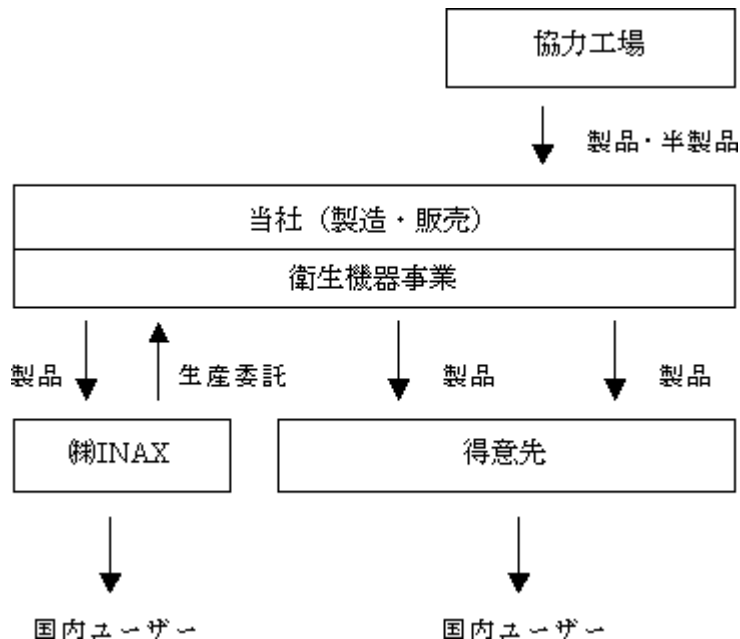 協力工場
製品・半製品
当社（製造・販売）
衛生機器事業
製品 生産委託 製品 製品
㈱INAX 得意先
国内ユーザー 国内ユーザー